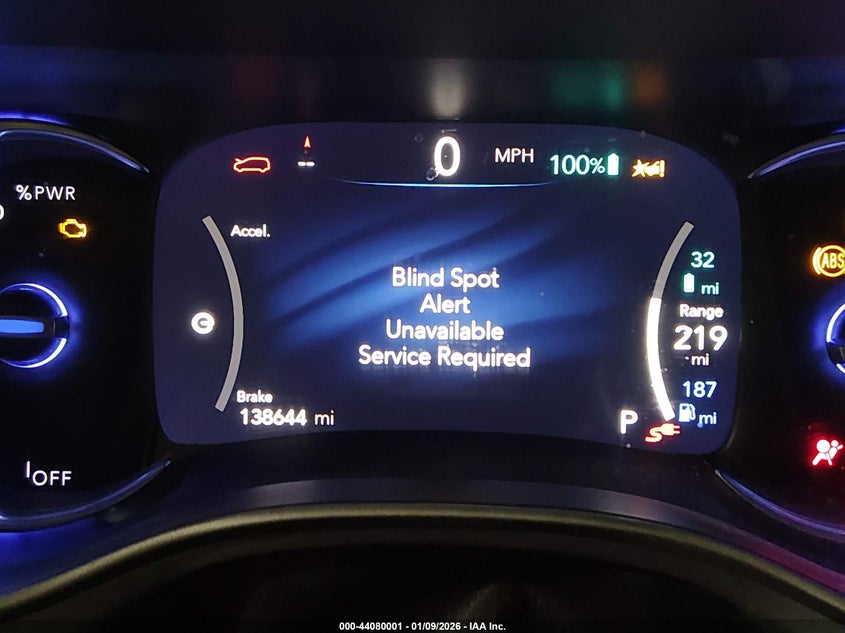 0 MPH 100%
%PWR
Accel.
Blind Spot
Alert
Unavailable
Service Required
32
mi
Range
219
mi
187
mi
ABS
Brake
138644 mi
P
OFF
000-44080001 - 01/09/2026 - IAA Inc.